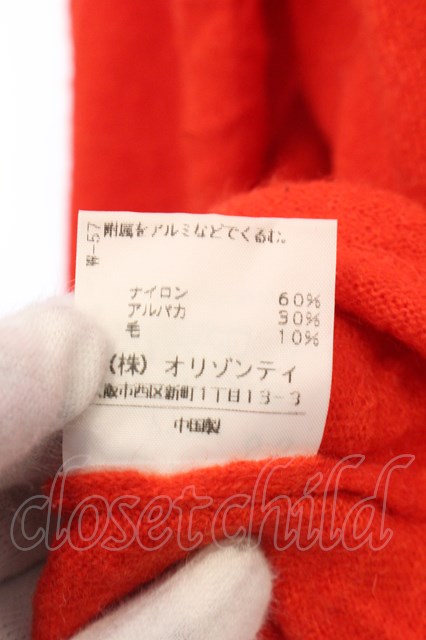 附属をアルミなどでくるむ。
ナイロン 60%
アルパカ 30%
毛 10%
(株) オリゾンティ
阪市西区新町1丁目13-3
中国製
closetchild